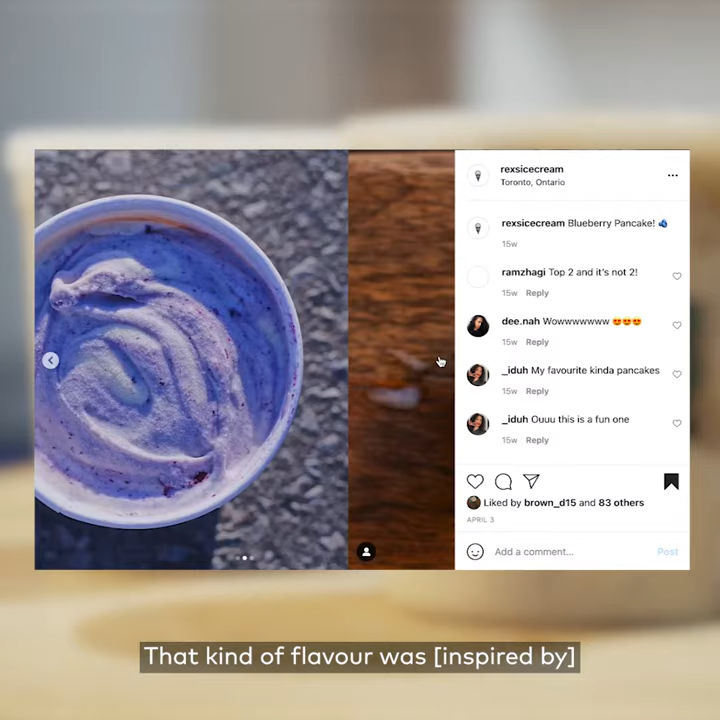 rexsicecream
Toronto, Ontario
rexsicecream Blueberry Pancake! 🫐
15w
ramzhagi Top 2 and it's not 2!
15w Reply
dee.nah Wowwwwwww 😍😍😍
15w Reply
_iduh My favourite kinda pancakes
15w Reply
_iduh Ouuu this is a fun one
15w Reply
Liked by brown_d15 and 83 others
APRIL 3
Add a comment...
Post
That kind of flavour was [inspired by]